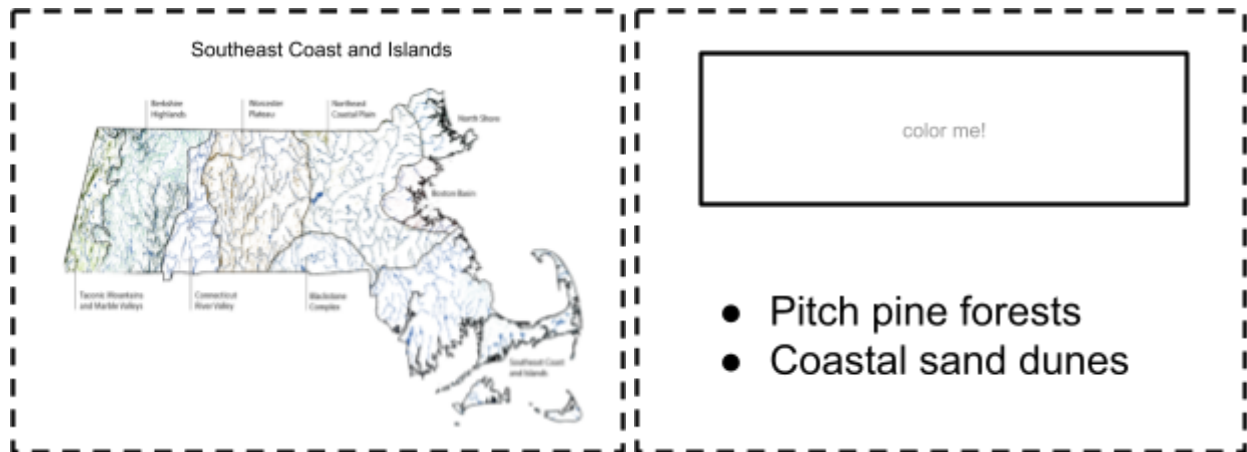 Southeast Coast and Islands
Berkshire
Highlands
Worcester
Plateau
Northeast
Coastal Plain
North Shore
Boston Basin
Taconic Mountains
and Marble Valleys
Connecticut
River Valley
Blackstone
Complex
Southeast Coast
and Islands
color me!
● Pitch pine forests
● Coastal sand dunes